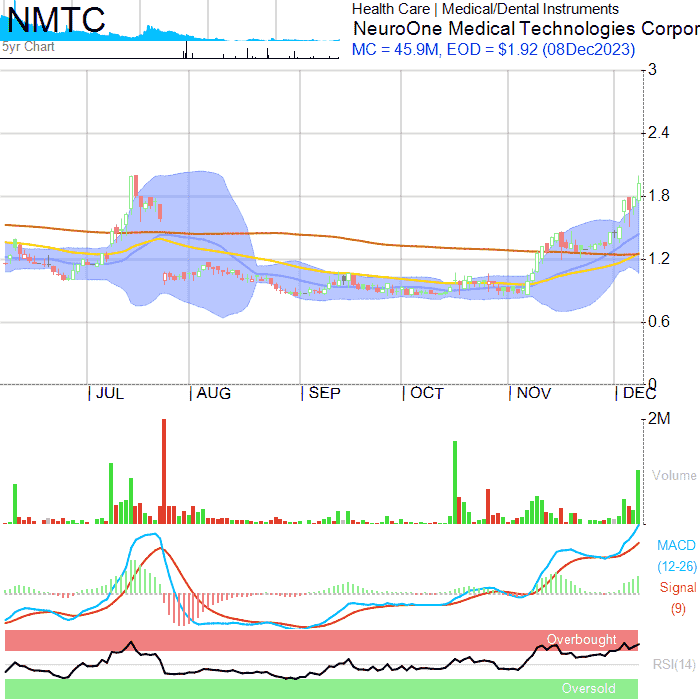 NMTC
5yr Chart
Health Care | Medical/Dental Instruments
NeuroOne Medical Technologies Corpor
MC = 45.9M, EOD = $1.92 (08Dec2023)
3
2.4
1.8
1.2
0.6
0
JUL AUG SEP OCT NOV DEC
2M
Volume
MACD
(12-26)
Signal
(9)
Overbought
RSI(14)
Oversold